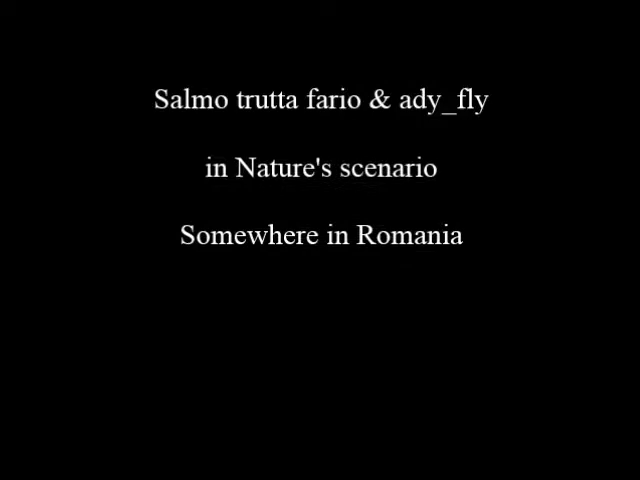 Salmo trutta fario & ady_fly
in Nature's scenario
Somewhere in Romania